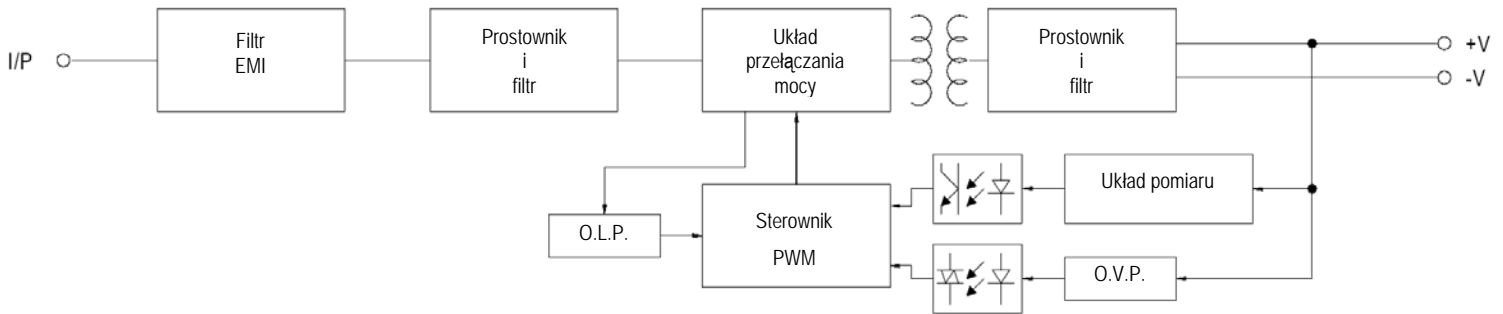 I/P
Filtr
EMI
Prostownik
i
filtr
Układ
przełączania
mocy
Prostownik
i
filtr
+V
-V
O.L.P.
Sterownik
PWM
Układ pomiaru
O.V.P.